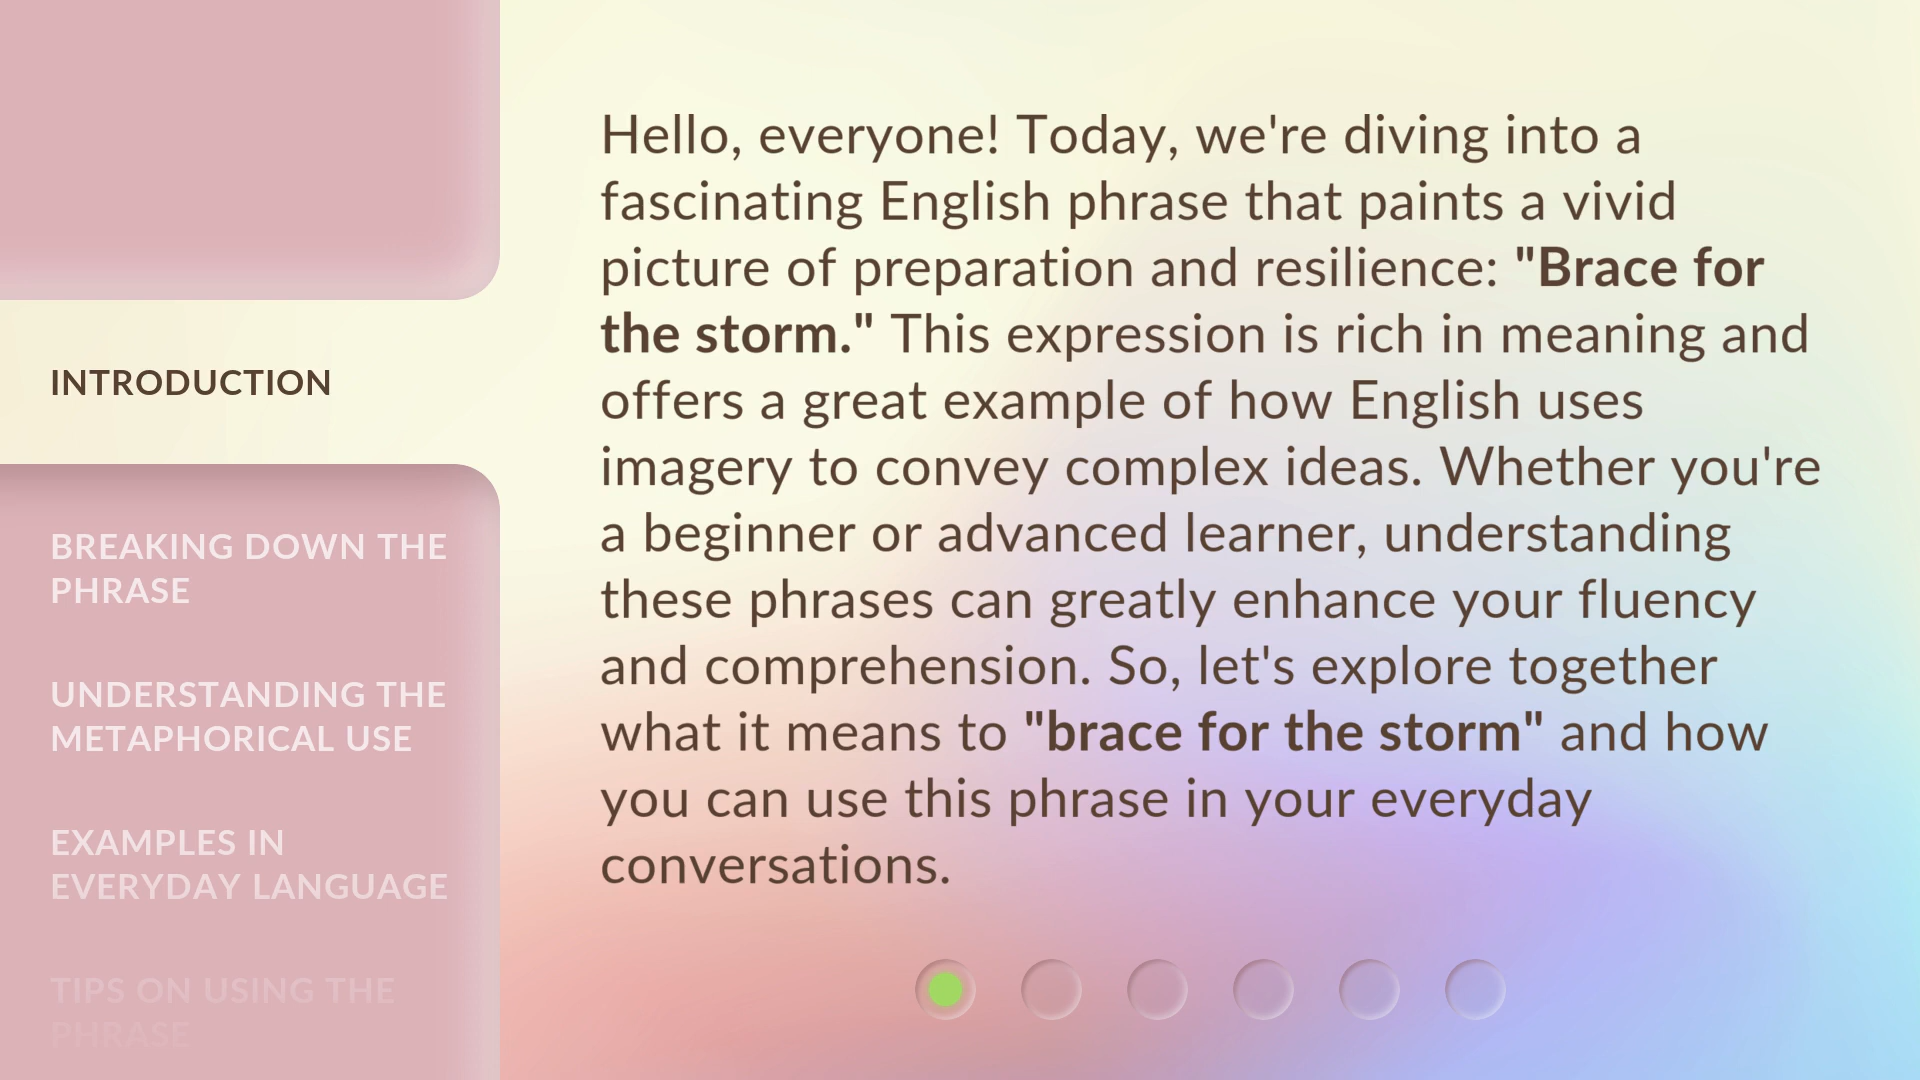 INTRODUCTION
BREAKING DOWN THE
PHRASE
UNDERSTANDING THE
METAPHORICAL USE
EXAMPLES IN
EVERYDAY LANGUAGE
TIPS ON USING THE
PHRASE
Hello, everyone! Today, we're diving into a
fascinating English phrase that paints a vivid
picture of preparation and resilience: "Brace for
the storm." This expression is rich in meaning and
offers a great example of how English uses
imagery to convey complex ideas. Whether you're
a beginner or advanced learner, understanding
these phrases can greatly enhance your fluency
and comprehension. So, let's explore together
what it means to "brace for the storm" and how
you can use this phrase in your everyday
conversations.